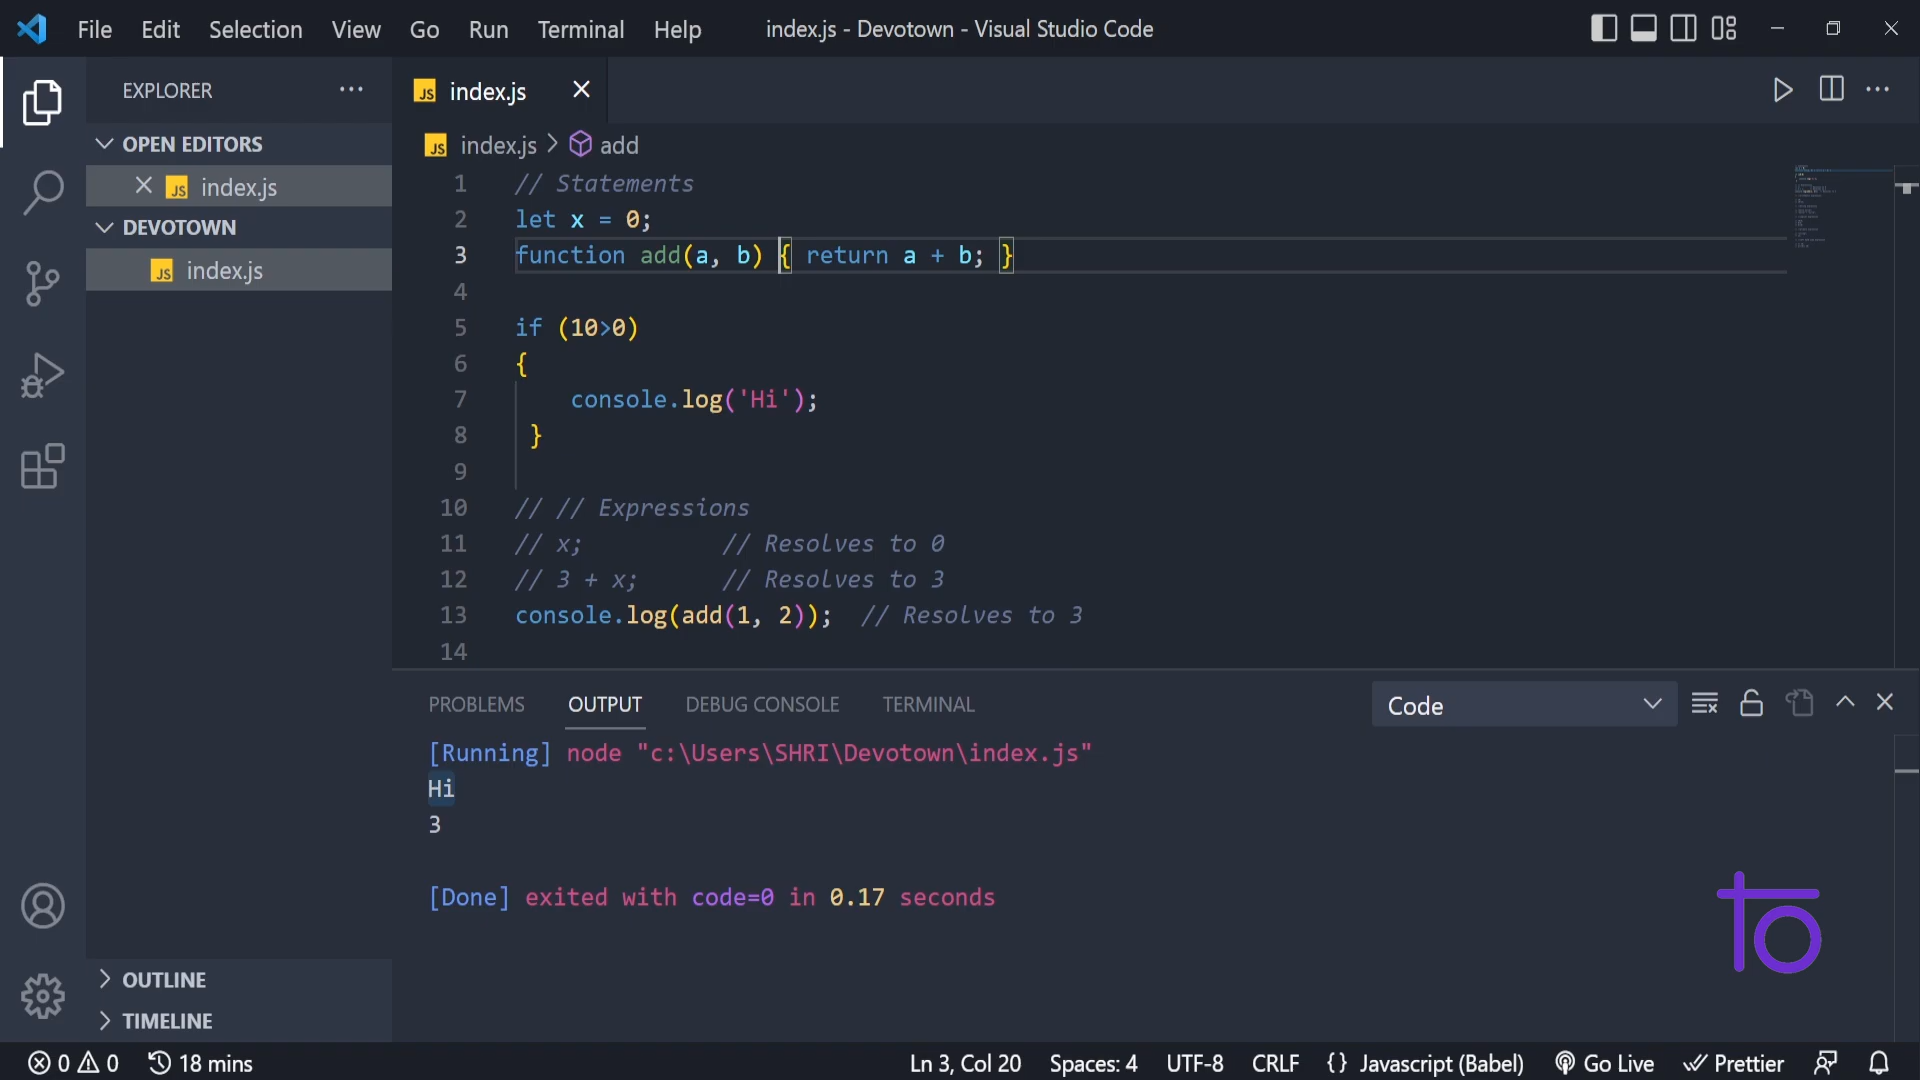 File Edit Selection View Go Run Terminal Help index.js - Devotown - Visual Studio Code
EXPLORER
OPEN EDITORS
JS index.js
DEVOTOWN
JS index.js
OUTLINE
TIMELINE
JS index.js
JS index.js > add
1 // Statements
2 let x = 0;
3 function add(a, b) { return a + b; }
4
5 if (10>0)
6 {
7 console.log('Hi');
8 }
9
10 // // Expressions
11 // x; // Resolves to 0
12 // 3 + x; // Resolves to 3
13 console.log(add(1, 2)); // Resolves to 3
14
PROBLEMS OUTPUT DEBUG CONSOLE TERMINAL Code
[Running] node "c:\Users\SHRI\Devotown\index.js"
Hi
3
[Done] exited with code=0 in 0.17 seconds
0 0 18 mins Ln 3, Col 20 Spaces: 4 UTF-8 CRLF {} Javascript (Babel) Go Live Prettier